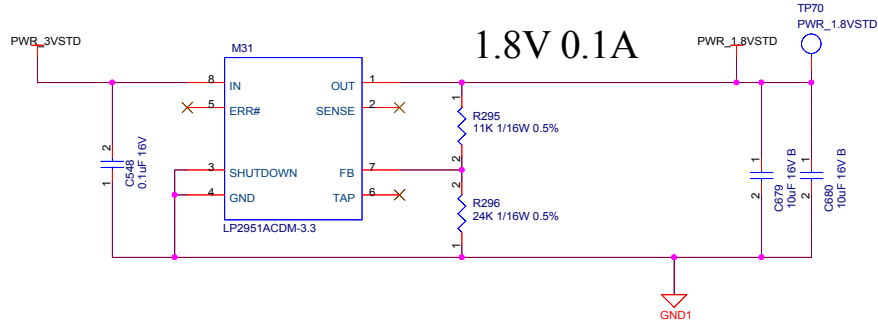 TP70
PWR_3VSTD
PWR_1.8VSTD
M31
1.8V 0.1A
PWR_1.8VSTD
8
IN
OUT
1
5
ERR#
SENSE
2
1
R295
11K 1/16W 0.5%
2
C548
0.1uF 16V
1
3
SHUTDOWN
FB
7
2
4
GND
TAP
6
2
R296
24K 1/16W 0.5%
1
LP2951ACDM-3.3
1
2
C679
10uF 16V B
1
2
C680
10uF 16V B
GND1